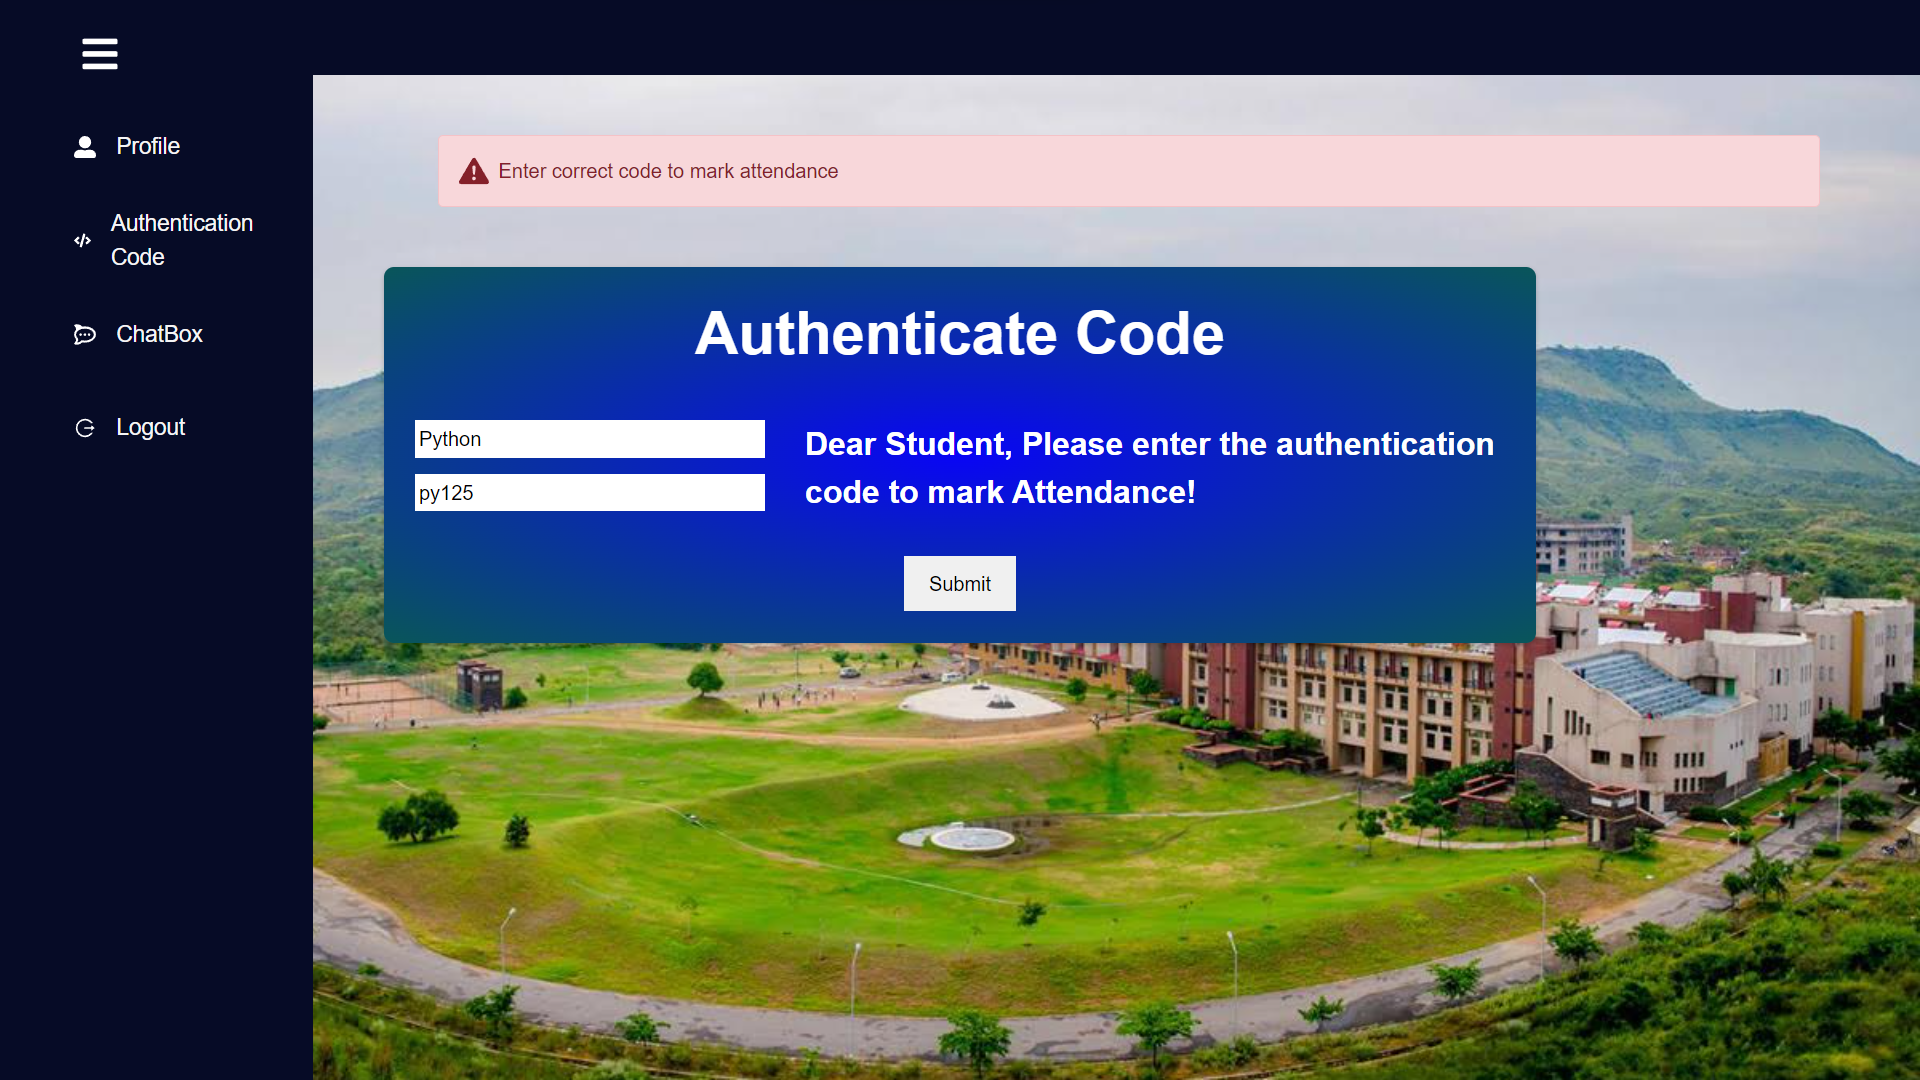 Profile
Authentication
Code
ChatBox
Logout
Enter correct code to mark attendance
Authenticate Code
Python
py125
Dear Student, Please enter the authentication
code to mark Attendance!
Submit